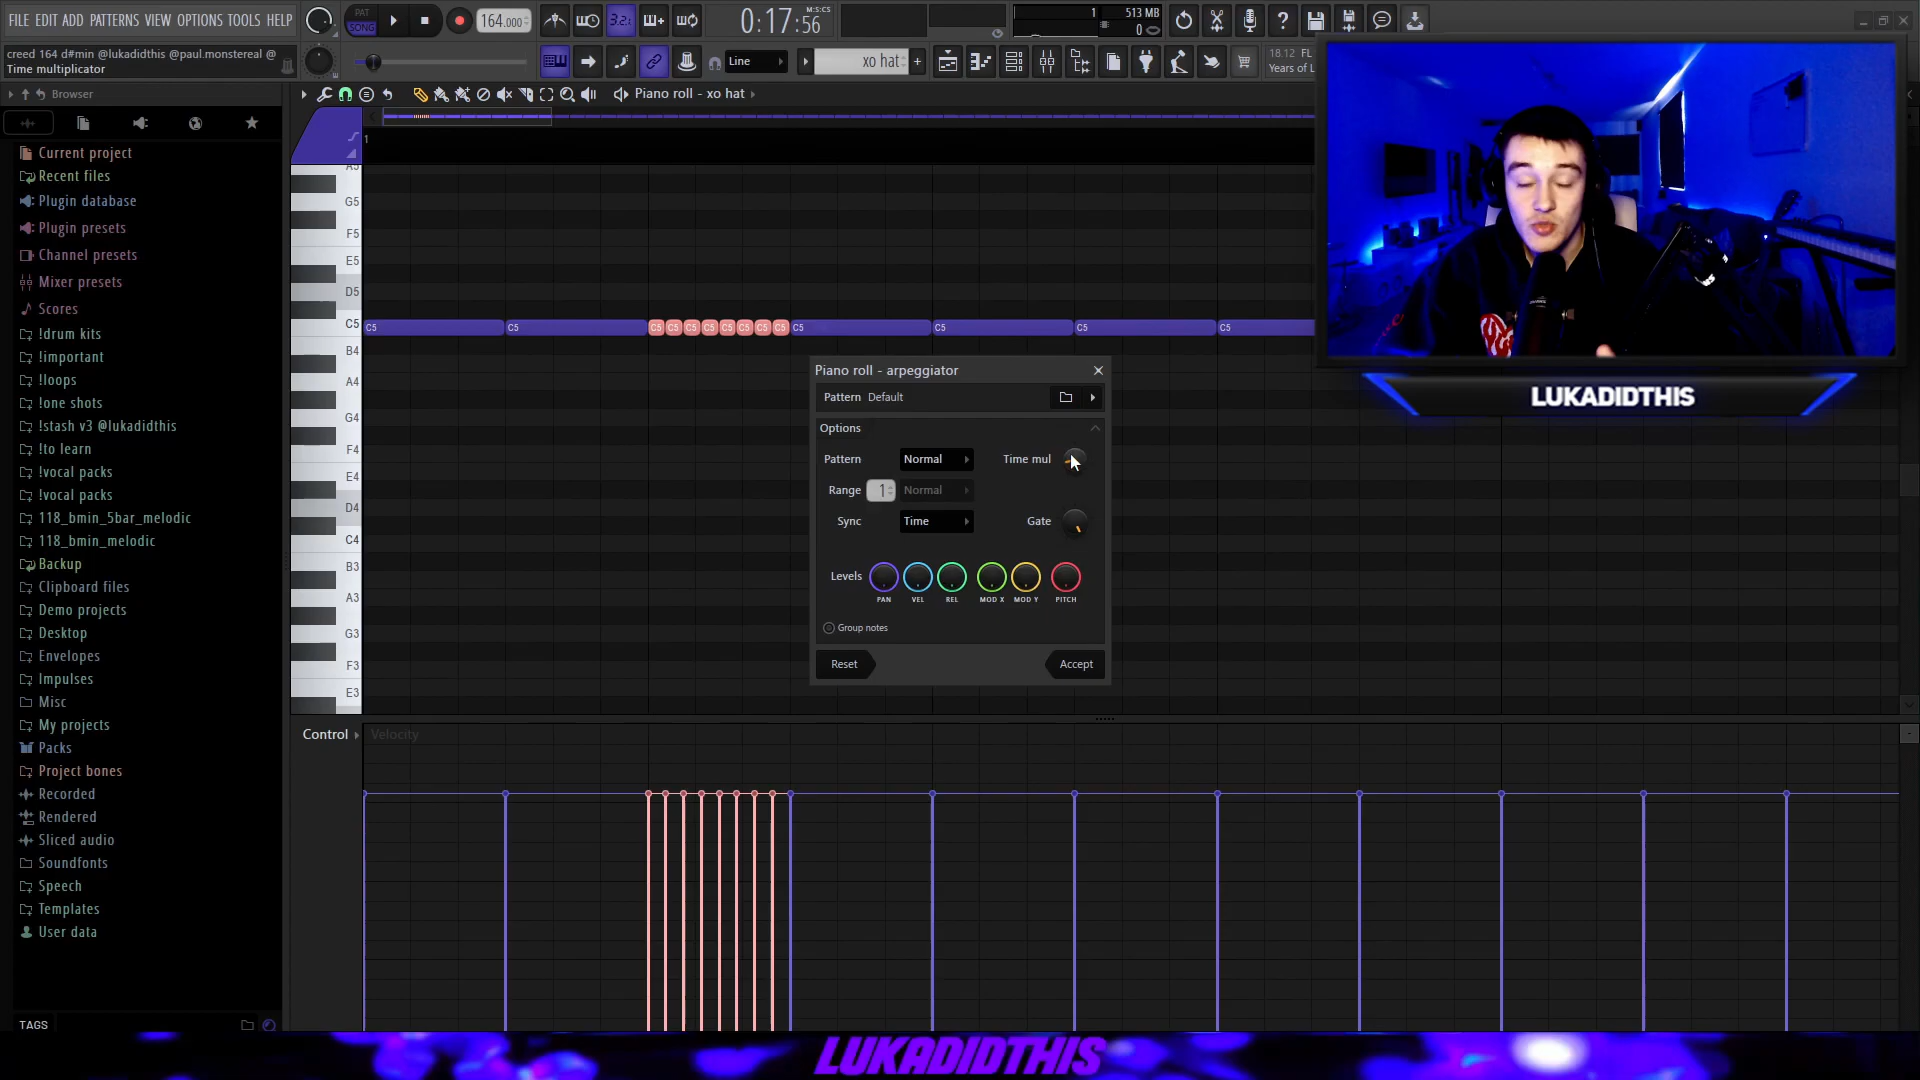 FILE EDIT ADD PATTERNS VIEW OPTIONS TOOLS HELP
PAT
SONG
164.000
3.2.
0:17:56
M:S:CS
1
513 MB
0
creed 164 d#min @lukadidthis @paul.monstereal @
Time multiplicator
Line
xo hat
18.12 FL
Years of L
Browser
Piano roll - xo hat
1
Current project
Recent files
Plugin database
Plugin presets
Channel presets
Mixer presets
Scores
!drum kits
!important
!loops
!one shots
!stash v3 @lukadidthis
!to learn
!vocal packs
!vocal packs
118_bmin_5bar_melodic
118_bmin_melodic
Backup
Clipboard files
Demo projects
Desktop
Envelopes
Impulses
Misc
My projects
Packs
Project bones
Recorded
Rendered
Sliced audio
Soundfonts
Speech
Templates
User data
TAGS
A5
G5
F5
E5
D5
C5
B4
A4
G4
F4
E4
D4
C4
B3
A3
G3
F3
E3
C5 C5 C5 C5 C5 C5 C5 C5 C5 C5 C5 C5 C5 C5
Piano roll - arpeggiator
Pattern Default
Options
Pattern Normal Time mul
Range 1 Normal
Sync Time Gate
Levels
PAN VEL REL MOD X MOD Y PITCH
Group notes
Reset Accept
Control Velocity
LUKADIDTHIS
LUKADIDTHIS